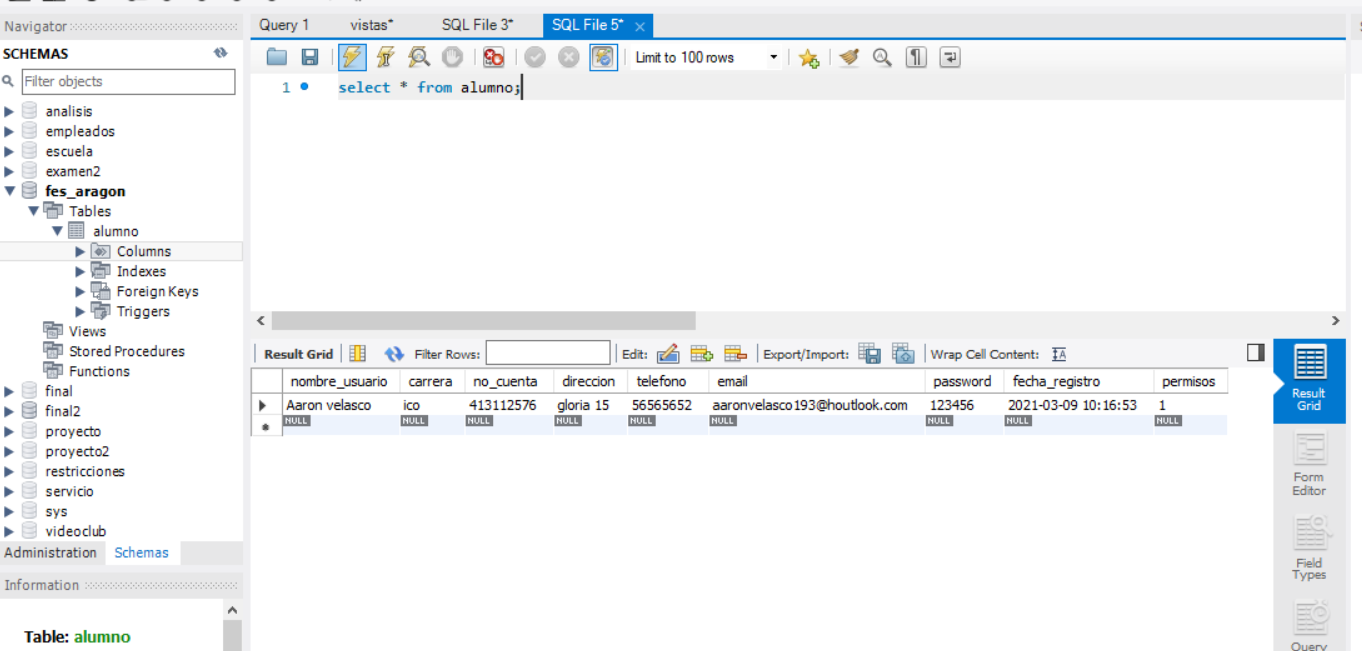 Navigator
Query 1 vistas* SQL File 3* SQL File 5*
SCHEMAS
Limit to 100 rows
Filter objects
1 select * from alumno;
analisis
empleados
escuela
examen2
fes_aragon
Tables
alumno
Columns
Indexes
Foreign Keys
Triggers
Views
Stored Procedures
Functions
final
final2
proyecto
proyecto2
restricciones
servicio
sys
videoclub
Administration Schemas
Information
Table: alumno
Result Grid Filter Rows: Edit: Export/Import: Wrap Cell Content: IA
nombre_usuario carrera no_cuenta direccion telefono email password fecha_registro permisos
Aaron velasco ico 413112576 gloria 15 56565652 aaronvelasco193@houtlook.com 123456 2021-03-09 10:16:53 1
NULL NULL NULL NULL NULL NULL NULL NULL NULL
Result
Grid
Form
Editor
Field
Types
Query